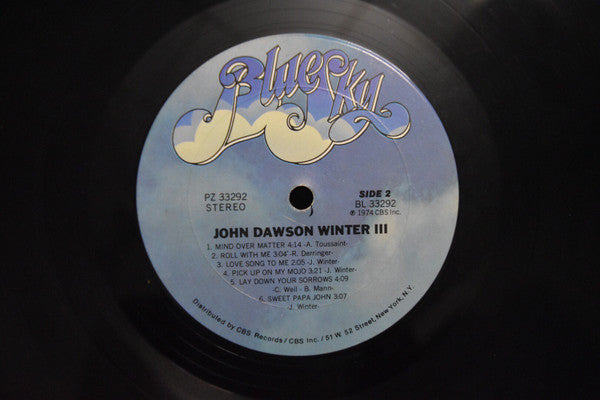 Blue Sky
PZ 33292
STEREO
SIDE 2
BL 33292
℗ 1974 CBS Inc.
JOHN DAWSON WINTER III
1. MIND OVER MATTER 4:14 -A. Toussaint-
2. ROLL WITH ME 3:04 -R. Derringer-
3. LOVE SONG TO ME 2:05 -J. Winter-
4. PICK UP ON MY MOJO 3:21 -J. Winter-
5. LAY DOWN YOUR SORROWS 4:09
-C. Weil - B. Mann-
6. SWEET PAPA JOHN 3:07
-J. Winter-
Distributed by CBS Records / CBS Inc. / 51 W. 52 Street, New York, N.Y.